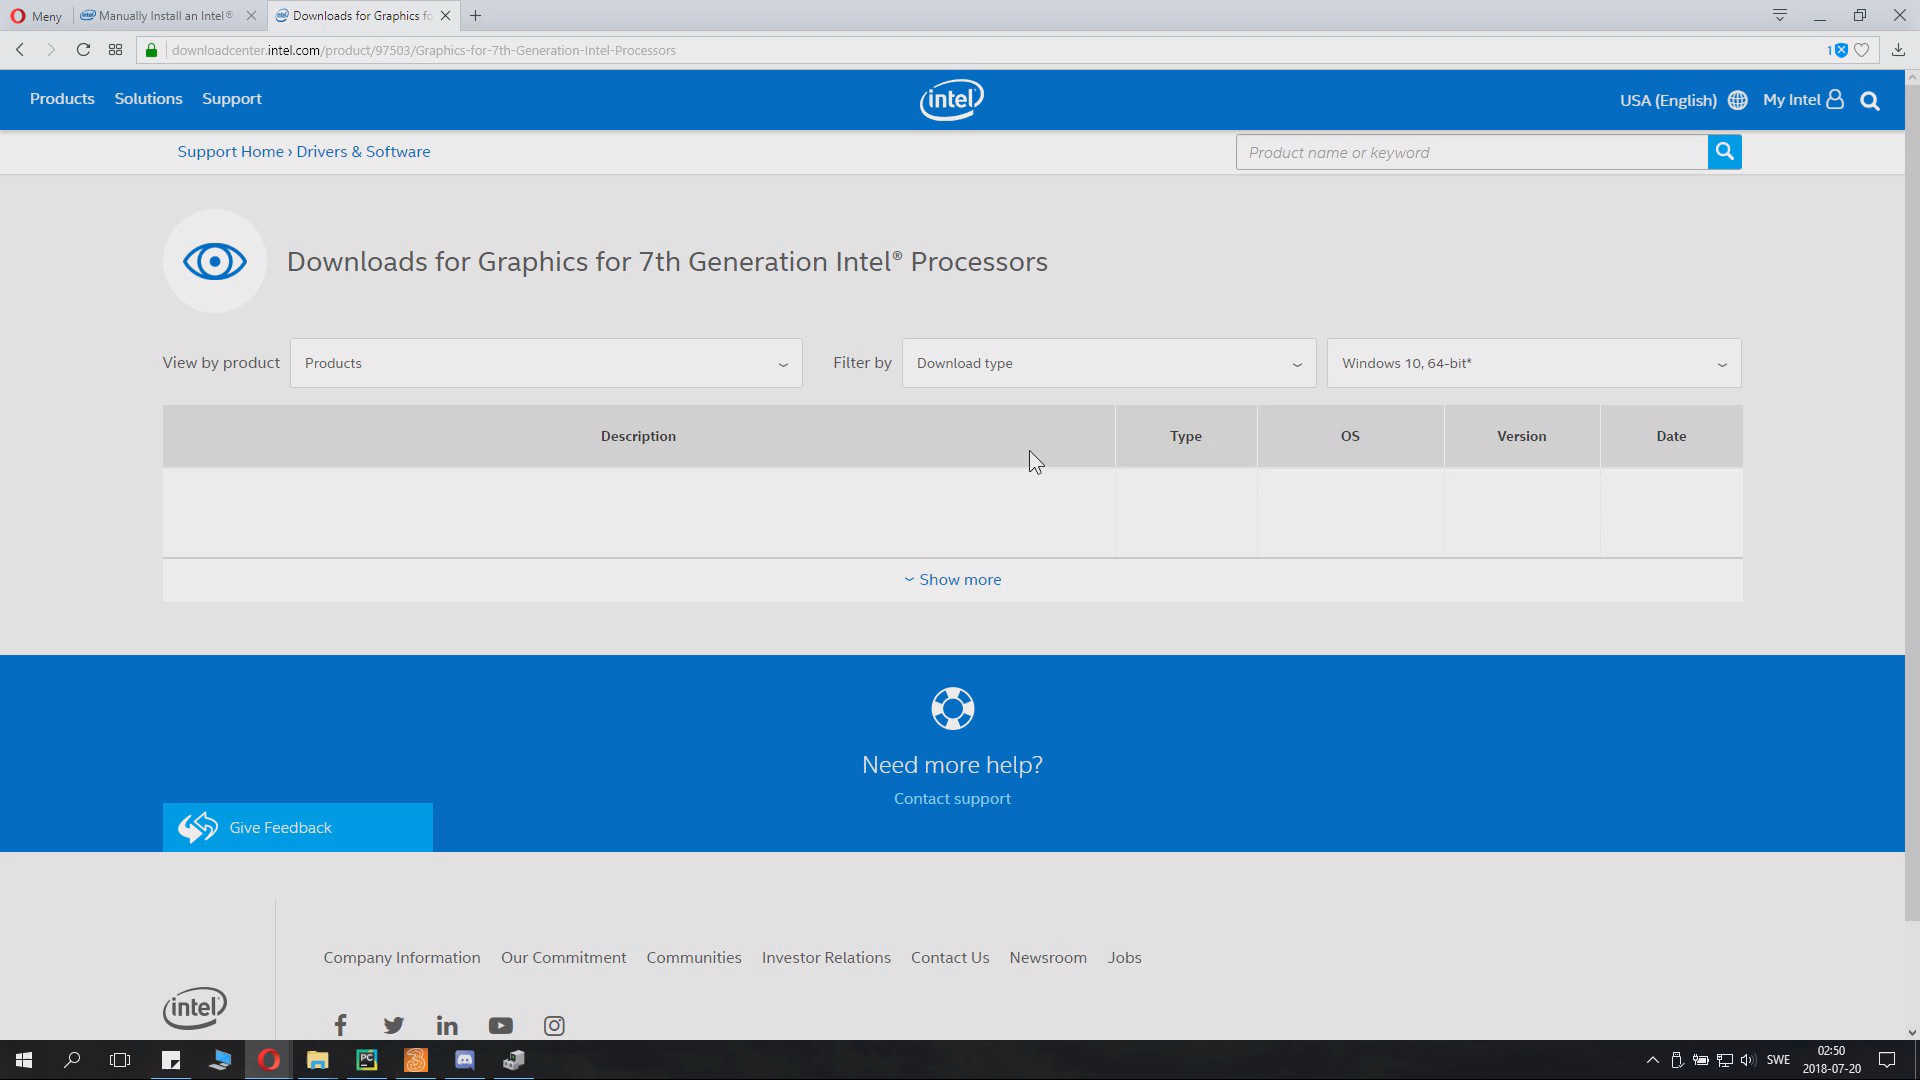 Meny
Manually Install an Intel®
Downloads for Graphics fo
downloadcenter.intel.com/product/97503/Graphics-for-7th-Generation-Intel-Processors
1
Products Solutions Support
intel
USA (English)
My Intel
Support Home › Drivers & Software
Product name or keyword
Downloads for Graphics for 7th Generation Intel® Processors
View by product
Products
Filter by
Download type
Windows 10, 64-bit*
Description Type OS Version Date
Show more
Need more help?
Contact support
Give Feedback
Company Information Our Commitment Communities Investor Relations Contact Us Newsroom Jobs
intel
PC
3
SWE
02:50
2018-07-20